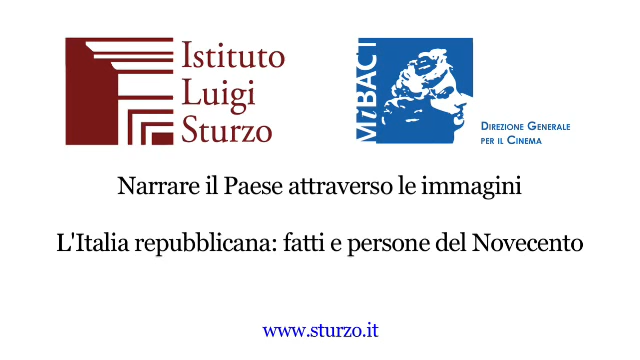 Istituto
Luigi
Sturzo
MiBACT
DIREZIONE GENERALE
PER IL CINEMA
Narrare il Paese attraverso le immagini
L'Italia repubblicana: fatti e persone del Novecento
www.sturzo.it